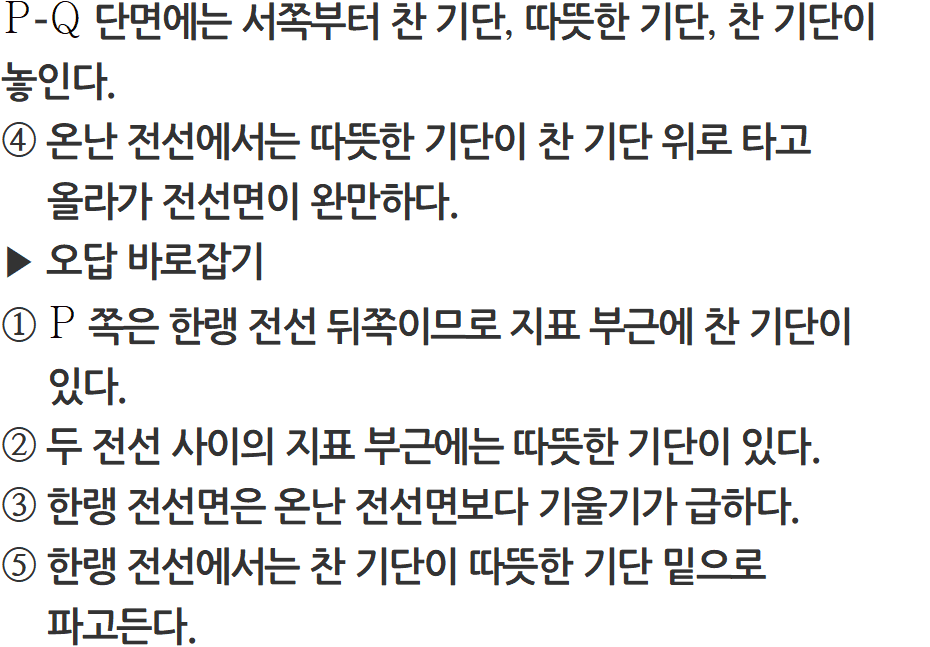 P-Q 단면에는 서쪽부터 찬 기단, 따뜻한 기단, 찬 기단이
놓인다.
④ 온난 전선에서는 따뜻한 기단이 찬 기단 위로 타고
올라가 전선면이 완만하다.
▶ 오답 바로잡기
① P 쪽은 한랭 전선 뒤쪽이므로 지표 부근에 찬 기단이
있다.
② 두 전선 사이의 지표 부근에는 따뜻한 기단이 있다.
③ 한랭 전선면은 온난 전선면보다 기울기가 급하다.
⑤ 한랭 전선에서는 찬 기단이 따뜻한 기단 밑으로
파고든다.